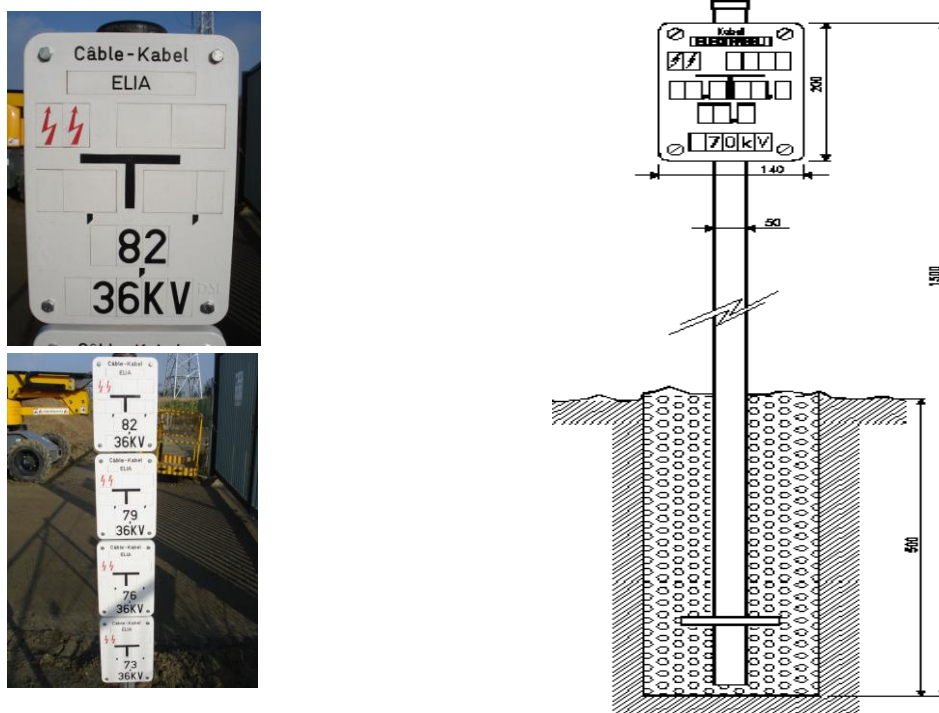 Câble-Kabel
ELIA
82
36KV
Câble-Kabel
ELIA
82
36KV
Câble-Kabel
ELIA
79
36KV
Câble-Kabel
ELIA
76
36KV
Câble-Kabel
ELIA
73
36KV
Kabel
70kV
200
140
50
1500
500